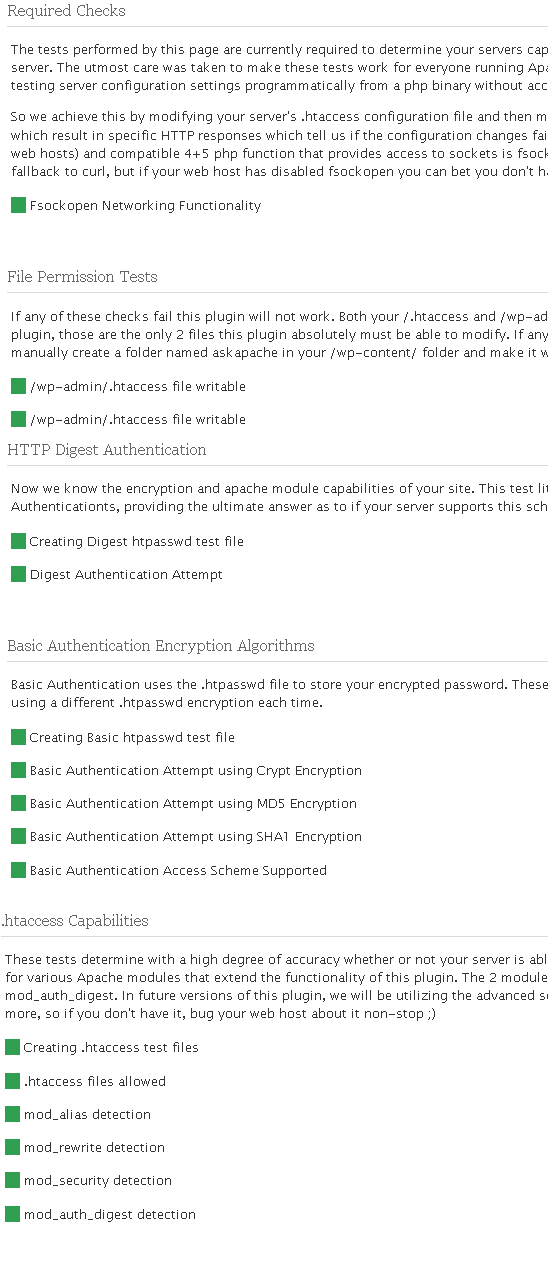 Required Checks
The tests performed by this page are currently required to determine your servers cap
server. The utmost care was taken to make these tests work for everyone running Apa
testing server configuration settings programmatically from a php binary without acc
So we achieve this by modifying your server's .htaccess configuration file and then m
which result in specific HTTP responses which tell us if the configuration changes fai
web hosts) and compatible 4+5 php function that provides access to sockets is fsock
fallback to curl, but if your web host has disabled fsockopen you can bet you don't ha
Fsockopen Networking Functionality
File Permission Tests
If any of these checks fail this plugin will not work. Both your /.htaccess and /wp-ad
plugin, those are the only 2 files this plugin absolutely must be able to modify. If any
manually create a folder named askapache in your /wp-content/ folder and make it w
/wp-admin/.htaccess file writable
/wp-admin/.htaccess file writable
HTTP Digest Authentication
Now we know the encryption and apache module capabilities of your site. This test lit
Authenticationts, providing the ultimate answer as to if your server supports this sch
Creating Digest htpasswd test file
Digest Authentication Attempt
Basic Authentication Encryption Algorithms
Basic Authentication uses the .htpasswd file to store your encrypted password. These
using a different .htpasswd encryption each time.
Creating Basic htpasswd test file
Basic Authentication Attempt using Crypt Encryption
Basic Authentication Attempt using MD5 Encryption
Basic Authentication Attempt using SHA1 Encryption
Basic Authentication Access Scheme Supported
.htaccess Capabilities
These tests determine with a high degree of accuracy whether or not your server is abl
for various Apache modules that extend the functionality of this plugin. The 2 module
mod_auth_digest. In future versions of this plugin, we will be utilizing the advanced se
more, so if you don't have it, bug your web host about it non-stop ;)
Creating .htaccess test files
.htaccess files allowed
mod_alias detection
mod_rewrite detection
mod_security detection
mod_auth_digest detection